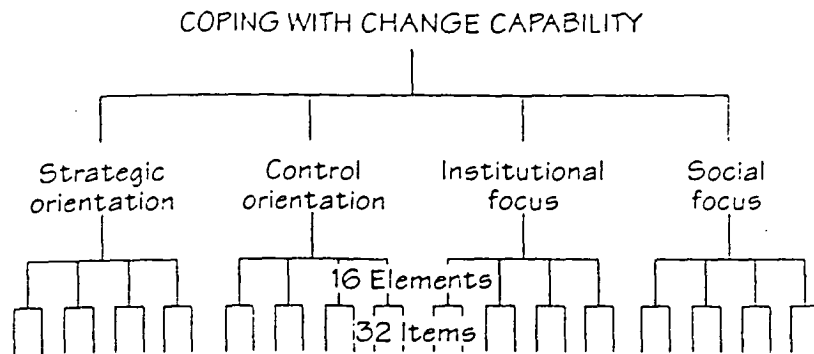 COPING WITH CHANGE CAPABILITY
Strategic
orientation
Control
orientation
Institutional
focus
Social
focus
16 Elements
32 Items